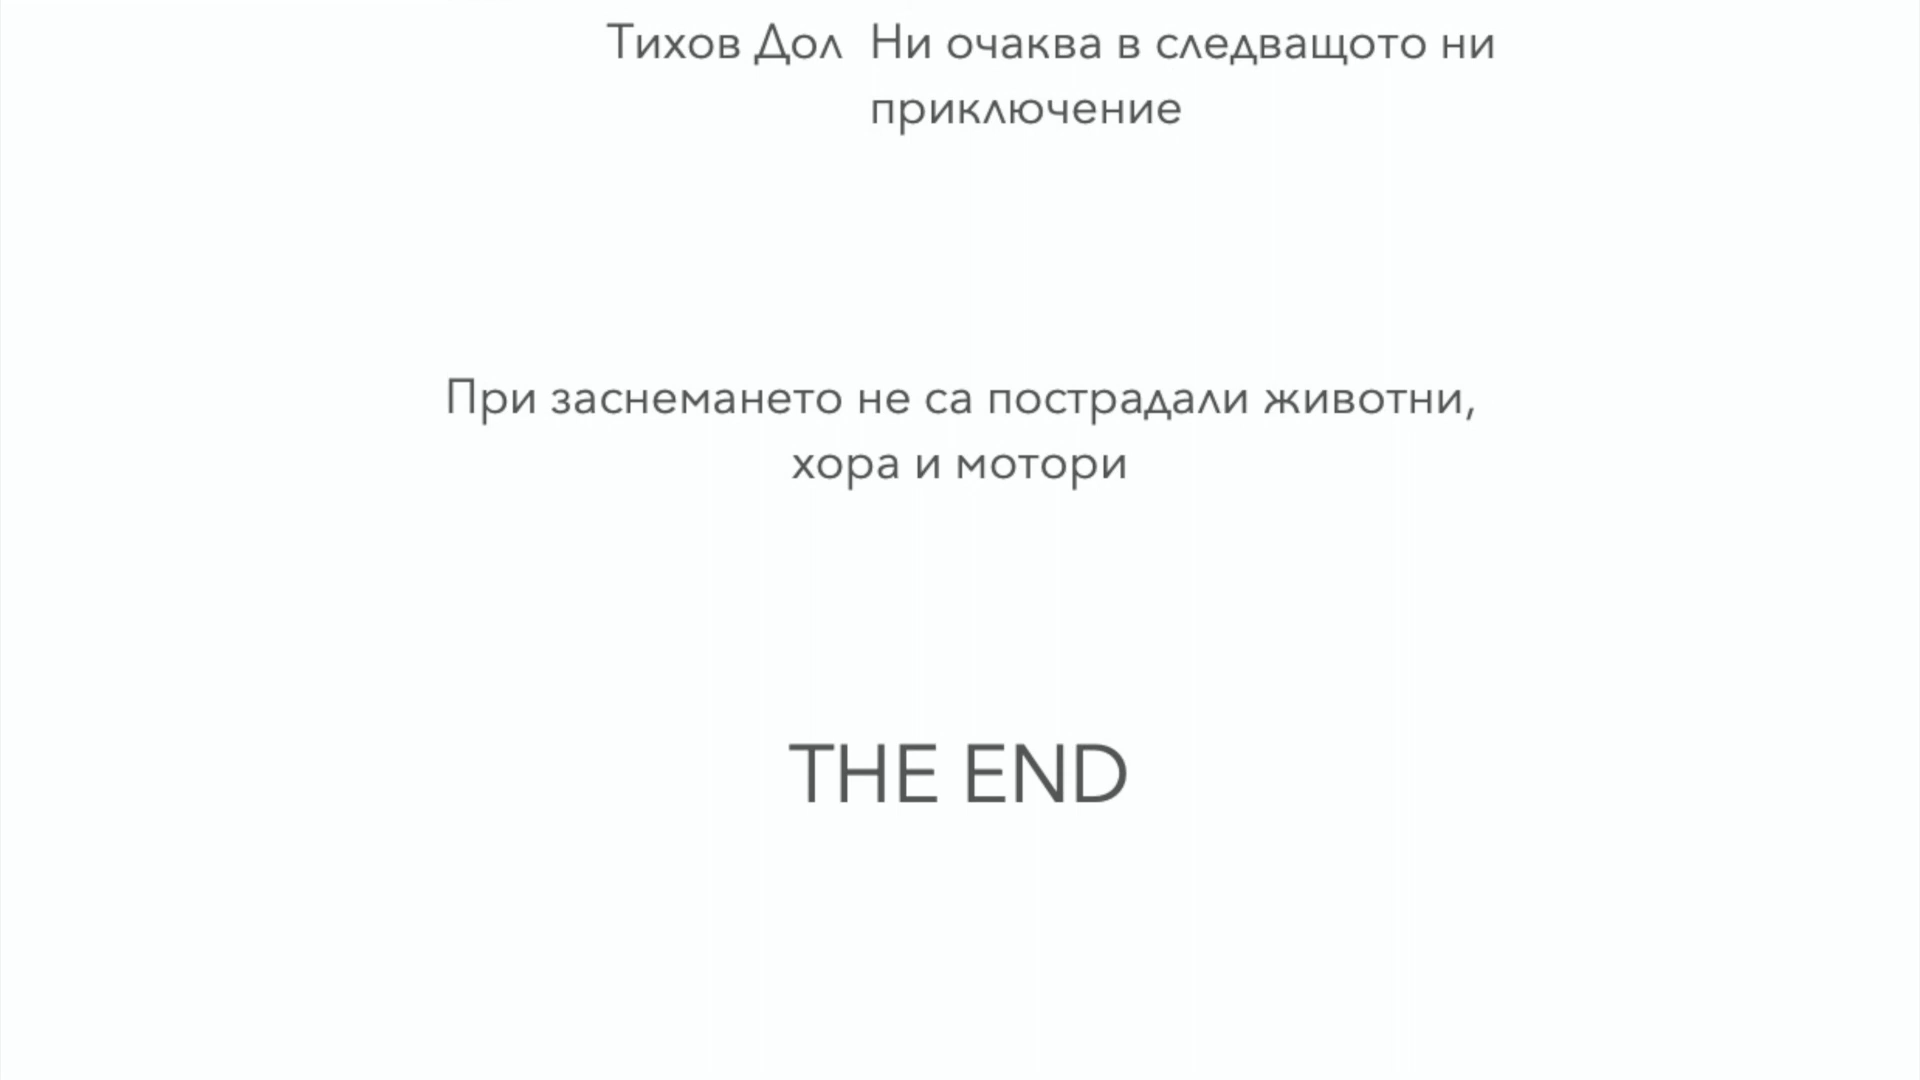 Тихов Дол Ни очаква в следващото ни
приключение
При заснемането не са пострадали животни,
хора и мотори
THE END